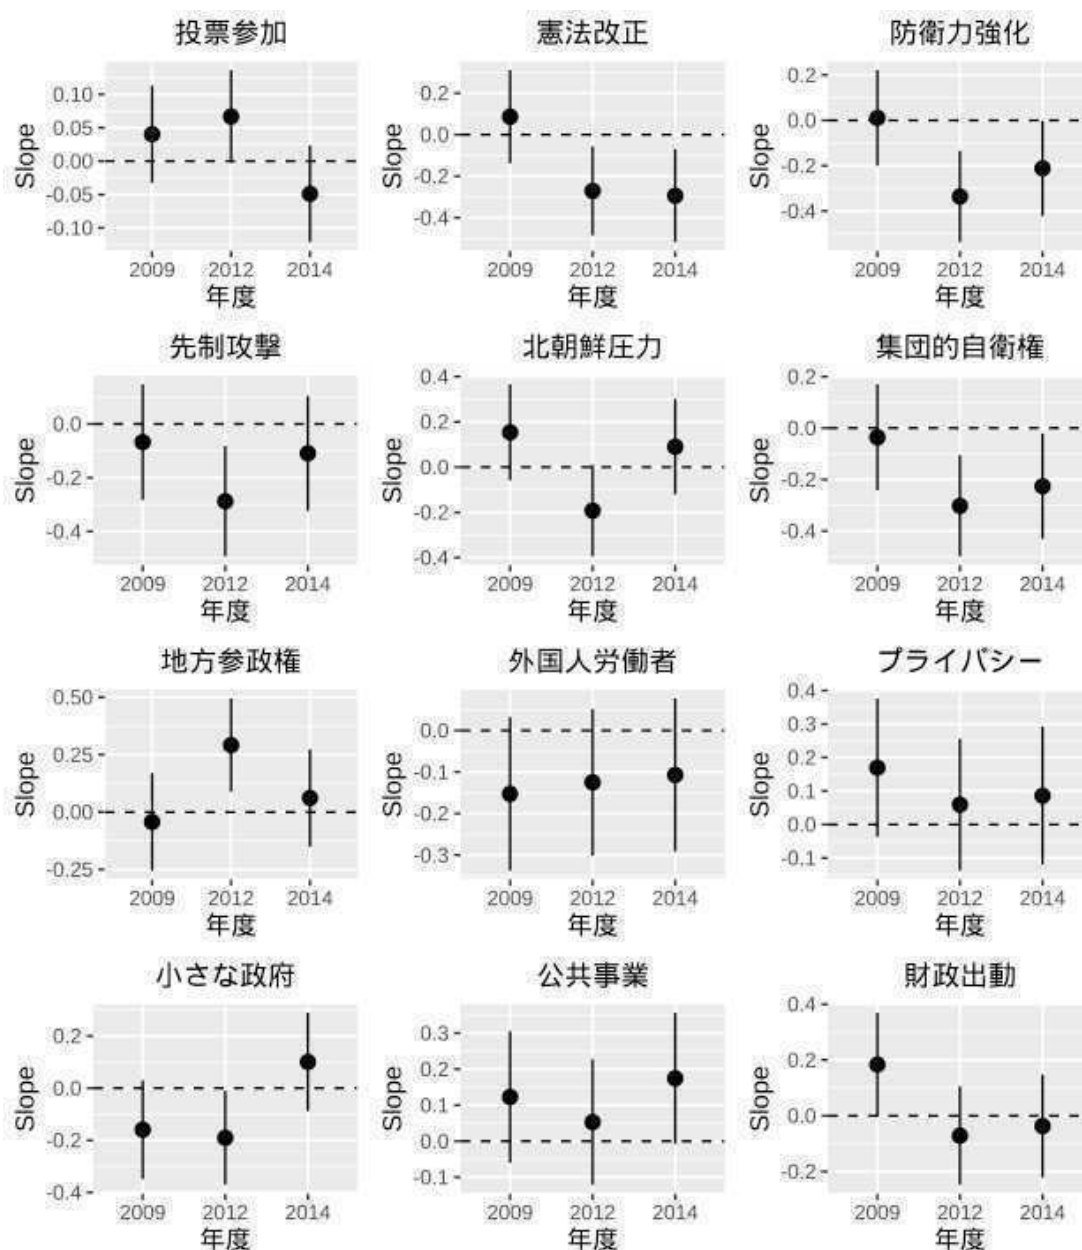 投票参加
Slope
0.10
0.05
0.00
-0.05
-0.10
2009
2012
2014
年度
憲法改正
Slope
0.2
0.0
-0.2
-0.4
2009
2012
2014
年度
防衛力強化
Slope
0.2
0.0
-0.2
-0.4
2009
2012
2014
年度
先制攻撃
Slope
0.0
-0.2
-0.4
2009
2012
2014
年度
北朝鮮圧力
Slope
0.4
0.2
0.0
-0.2
-0.4
2009
2012
2014
年度
集団的自衛権
Slope
0.2
0.0
-0.2
-0.4
2009
2012
2014
年度
地方参政権
Slope
0.50
0.25
0.00
-0.25
2009
2012
2014
年度
外国人労働者
Slope
0.0
-0.1
-0.2
-0.3
2009
2012
2014
年度
プライバシー
Slope
0.4
0.3
0.2
0.1
0.0
-0.1
2009
2012
2014
年度
小さな政府
Slope
0.2
0.0
-0.2
-0.4
2009
2012
2014
年度
公共事業
Slope
0.3
0.2
0.1
0.0
-0.1
2009
2012
2014
年度
財政出動
Slope
0.4
0.2
0.0
-0.2
2009
2012
2014
年度